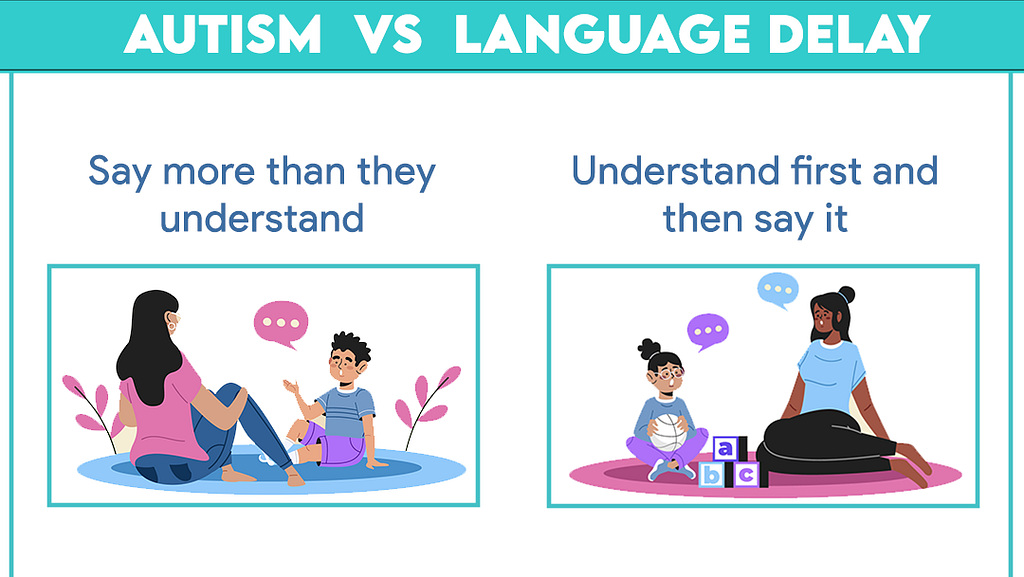 AUTISM VS LANGUAGE DELAY
Say more than they
understand
Understand first and
then say it
a
b c